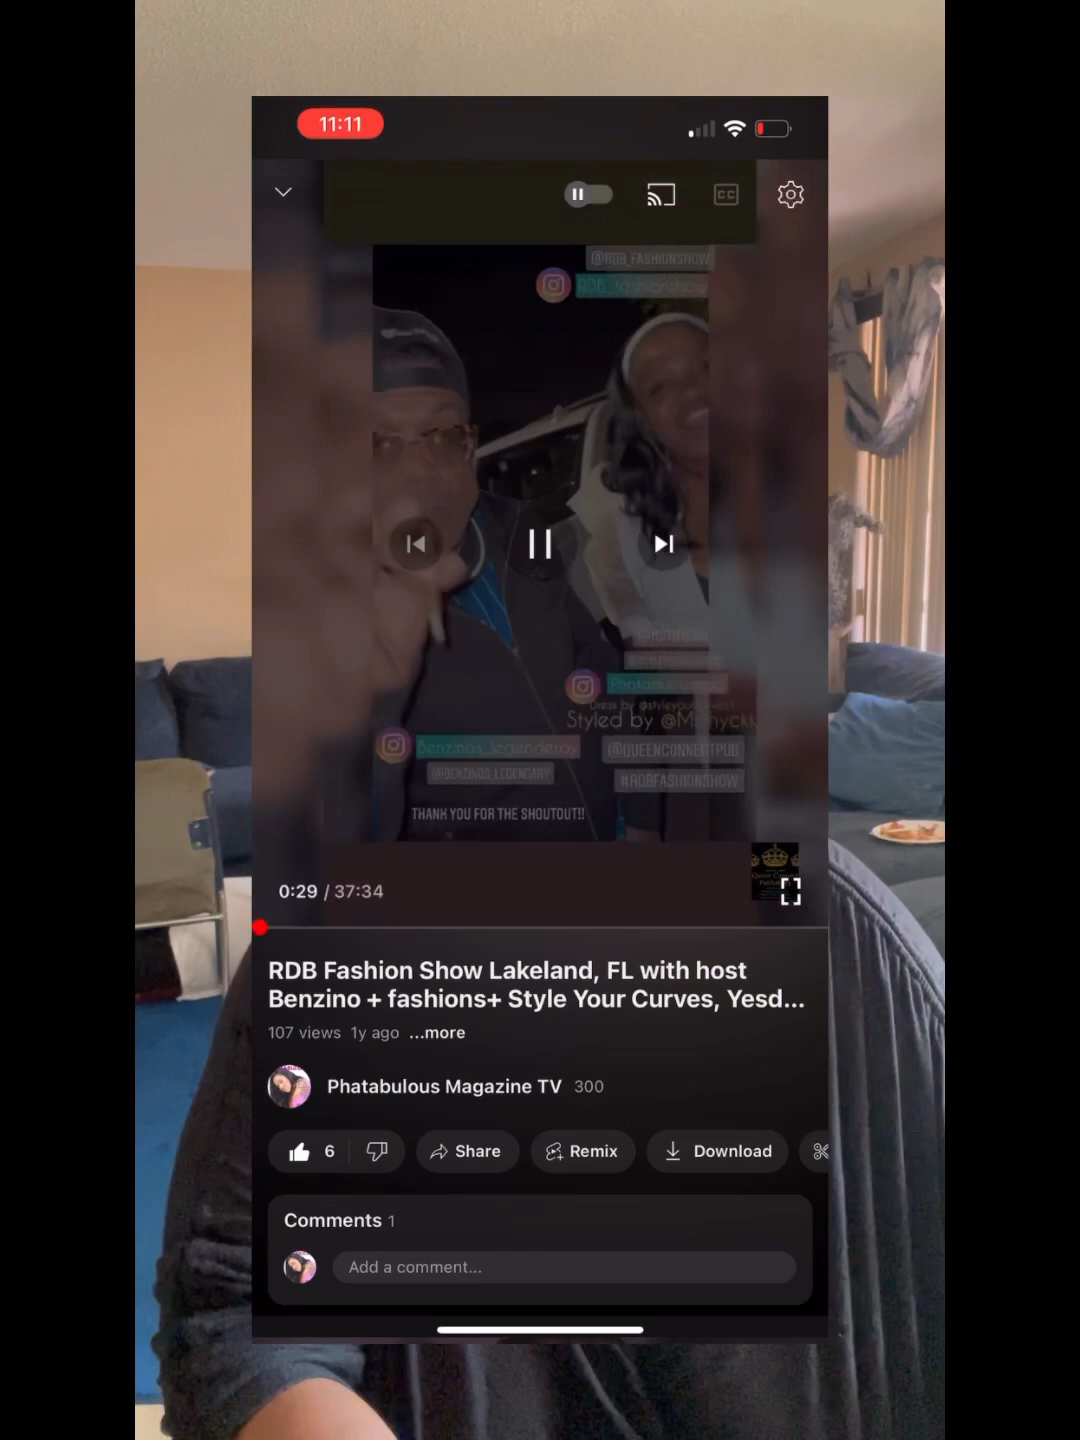 11:11
CC
@RDB_FASHIONSHOW
RDB_fashionshow
Styled by
@QUEENCONNECTPUB
#RDBFASHIONSHOW
@BENZINOS_LEGENDARY
THANK YOU FOR THE SHOUTOUT!!
0:29 / 37:34
RDB Fashion Show Lakeland, FL with host
Benzino + fashions+ Style Your Curves, Yesd...
107 views 1y ago ...more
Phatabulous Magazine TV 300
6
Share
Remix
Download
Comments 1
Add a comment...